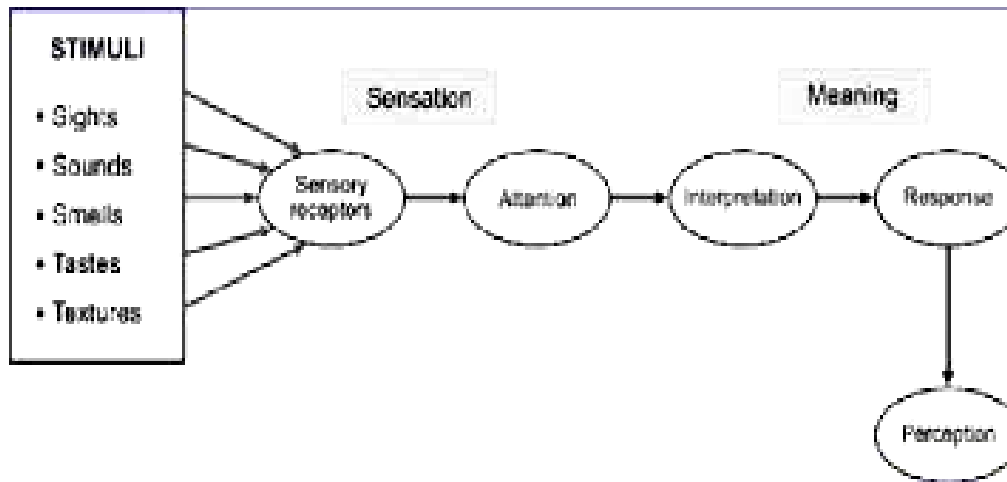 STIMULI
• Sights
• Sounds
• Smells
• Tastes
• Textures
Sensation
Meaning
Sensory
receptors
Attention
Interpretation
Response
Perception